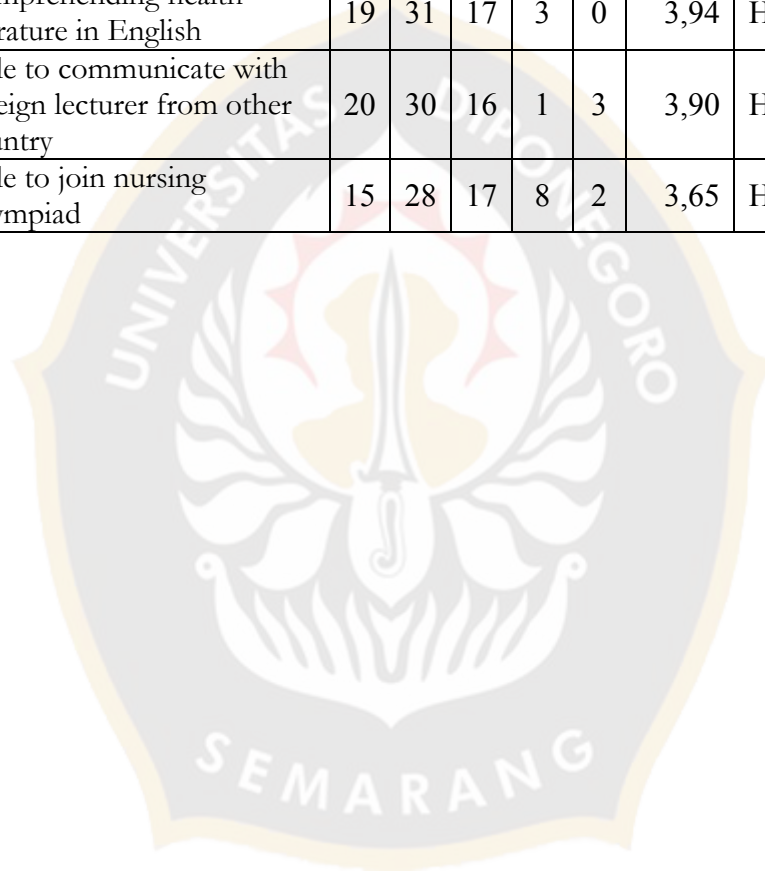 19 31 17 3 0 3,94 H
rature in English
le to communicate with
eign lecturer from other 20 30 16 1 3 3,90 H
untry
le to join nursing
ympiad 15 28 17 8 2 3,65 H
UNIVERSITAS DIPONEGORO
SEMARANG